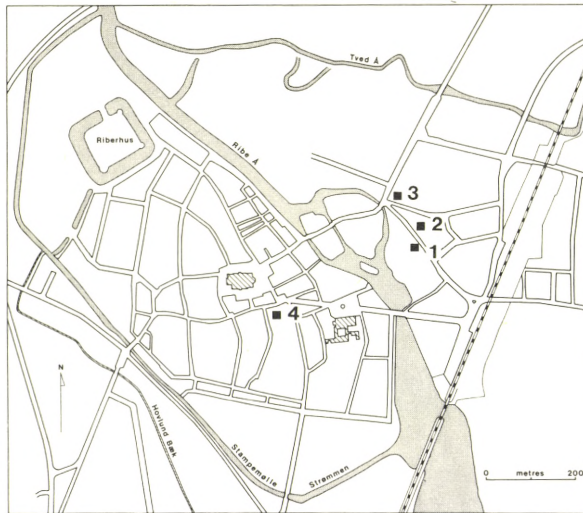 Tved Å
Riberhus
Ribe Å
3
2
1
4
N
Hovlund Bæk
Stampemølle
Strømmen
0 metres 200